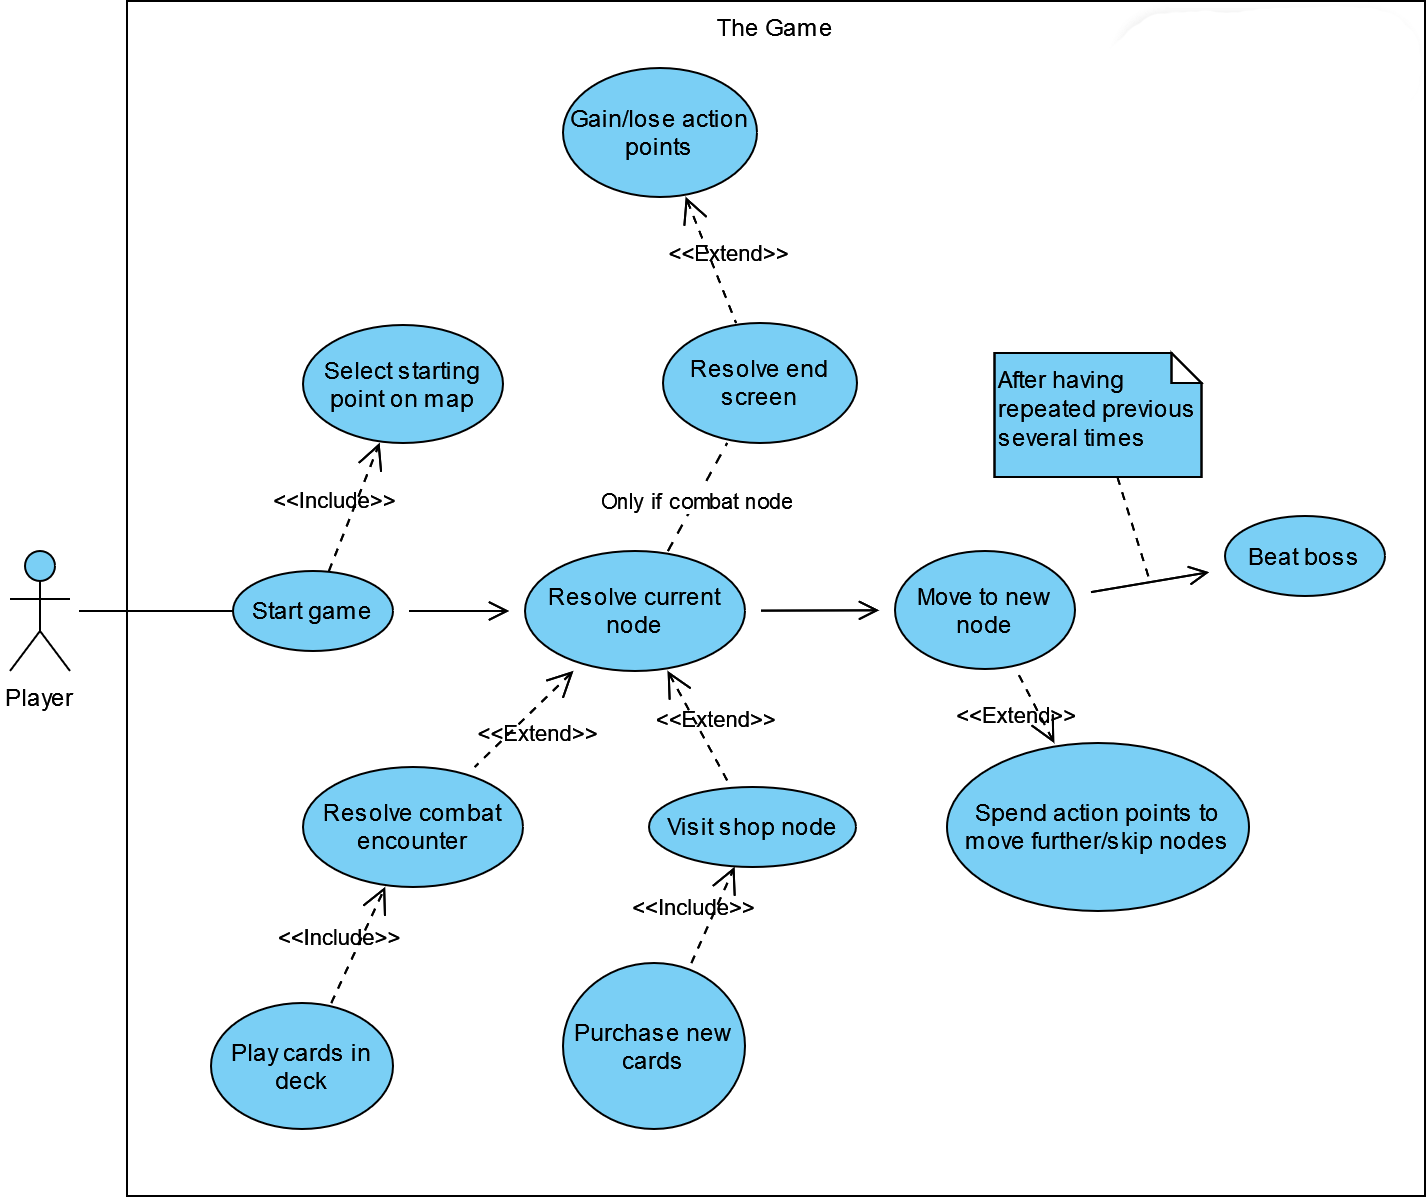 The Game
Gain/lose action
points
<<Extend>>
Select starting
point on map
Resolve end
screen
After having
repeated previous
several times
<<Include>>
Only if combat node
Player
Start game
Resolve current
node
Move to new
node
Beat boss
<<Extend>>
<<Extend>>
<<Extend>>
Resolve combat
encounter
Visit shop node
Spend action points to
move further/skip nodes
<<Include>>
<<Include>>
Play cards in
deck
Purchase new
cards